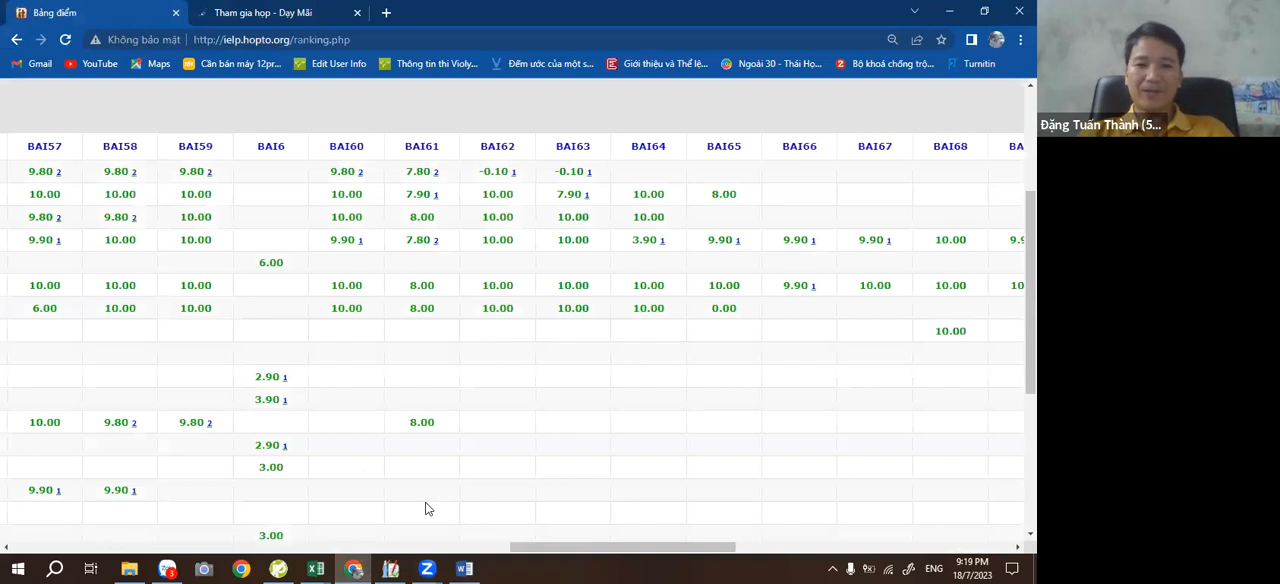 Bảng điểm
Tham gia họp - Dạy Mãi
Không bảo mật
http://ielp.hopto.org/ranking.php
Gmail YouTube Maps Cân bán máy 12pr... Edit User Info Thông tin thi Violy... Đếm ước của một s... Giới thiệu và Thể lệ... Ngoài 30 - Thái Họ... Bộ khoá chống trộ... Turnitin
Đặng Tuấn Thành (5...
BAI57 BAI58 BAI59 BAI6 BAI60 BAI61 BAI62 BAI63 BAI64 BAI65 BAI66 BAI67 BAI68 BA
9.80 2 9.80 2 9.80 2 9.80 2 7.80 2 -0.10 1 -0.10 1
10.00 10.00 10.00 10.00 7.90 1 10.00 7.90 1 10.00 8.00
9.80 2 9.80 2 10.00 10.00 8.00 10.00 10.00 10.00
9.90 1 10.00 10.00 9.90 1 7.80 2 10.00 10.00 3.90 1 9.90 1 9.90 1 9.90 1 10.00 9.9
6.00
10.00 10.00 10.00 10.00 8.00 10.00 10.00 10.00 10.00 9.90 1 10.00 10.00 10
6.00 10.00 10.00 10.00 8.00 10.00 10.00 10.00 0.00
10.00
2.90 1
3.90 1
10.00 9.80 2 9.80 2 8.00
2.90 1
3.00
9.90 1 9.90 1
3.00
3
ENG
9:19 PM
18/7/2023